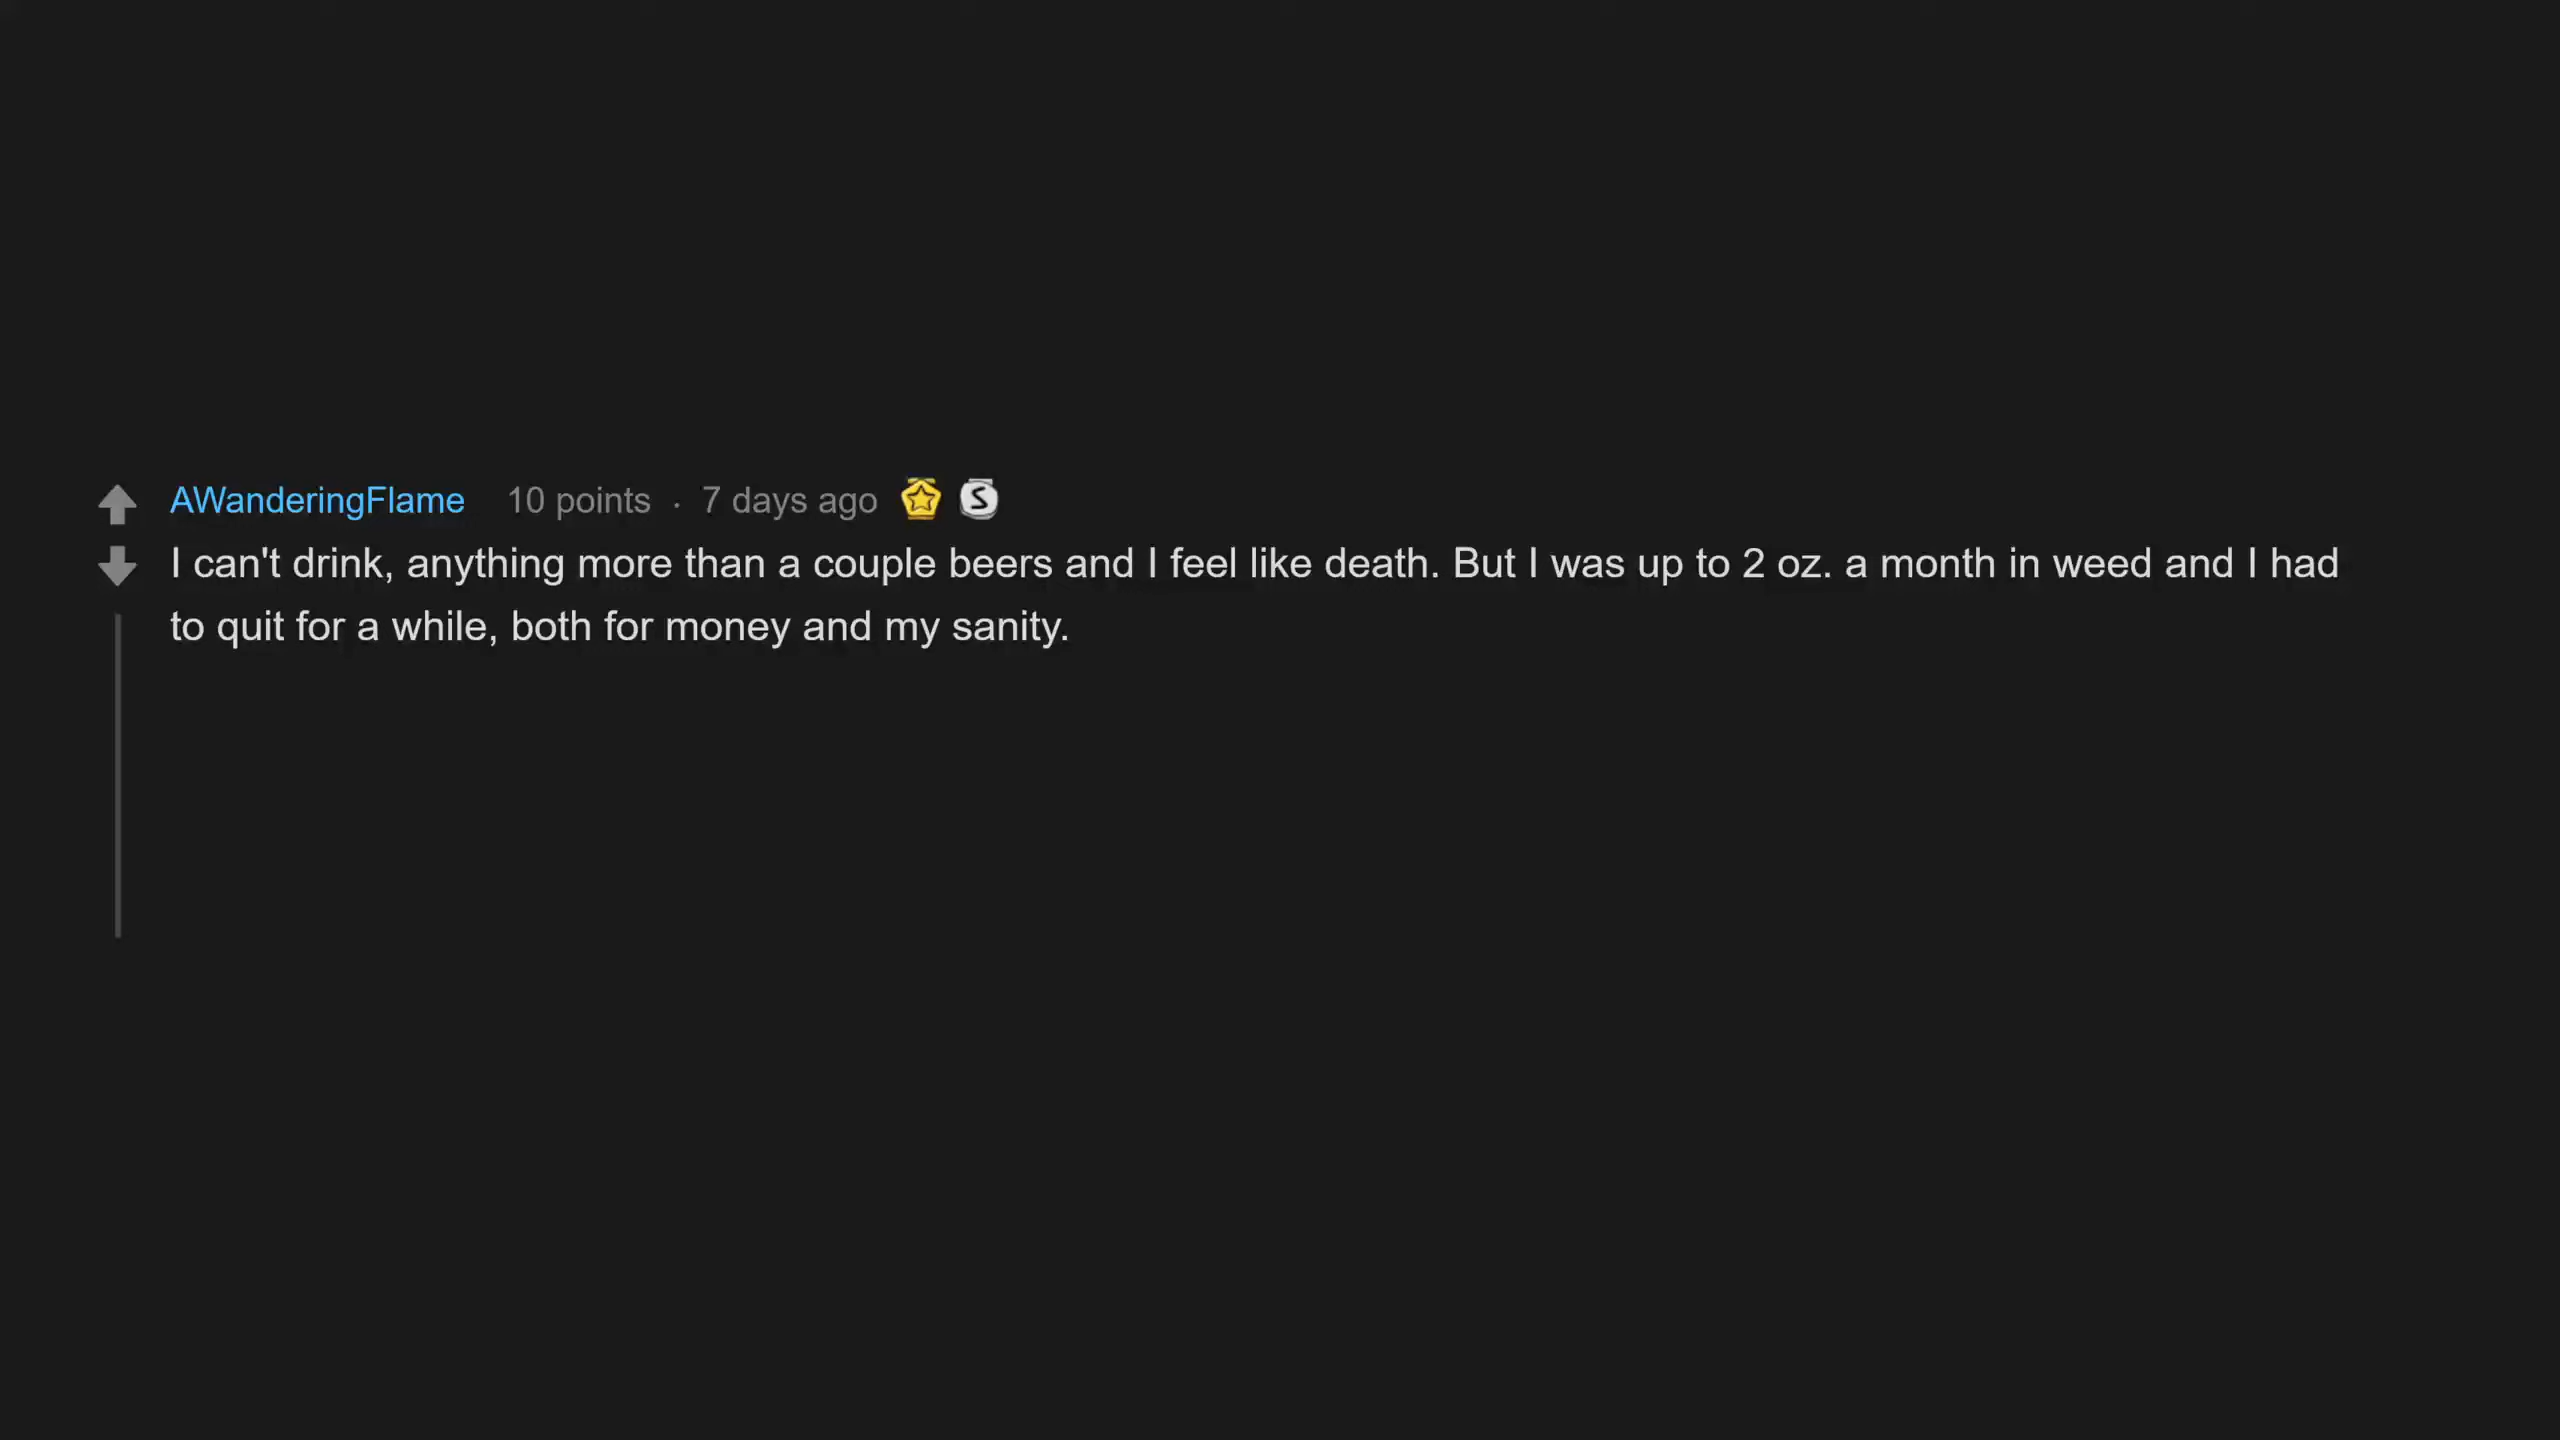 AWanderingFlame 10 points · 7 days ago S
I can't drink, anything more than a couple beers and I feel like death. But I was up to 2 oz. a month in weed and I had
to quit for a while, both for money and my sanity.